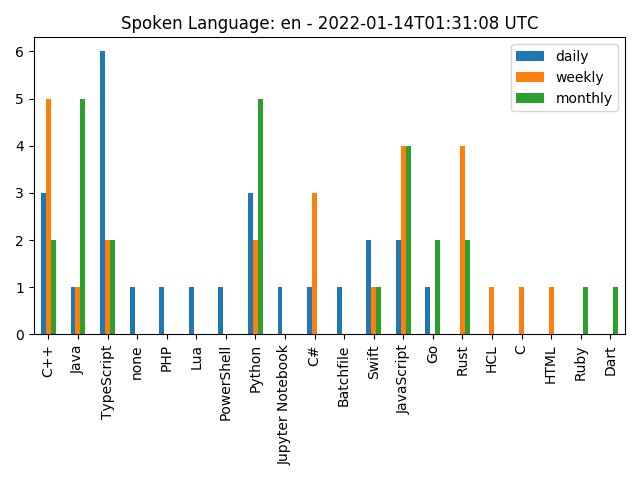 Spoken Language: en - 2022-01-14T01:31:08 UTC
daily
weekly
monthly
6
5
4
3
2
1
0
C++
Java
TypeScript
none
PHP
Lua
PowerShell
Python
Jupyter Notebook
C#
Batchfile
Swift
JavaScript
Go
Rust
HCL
C
HTML
Ruby
Dart